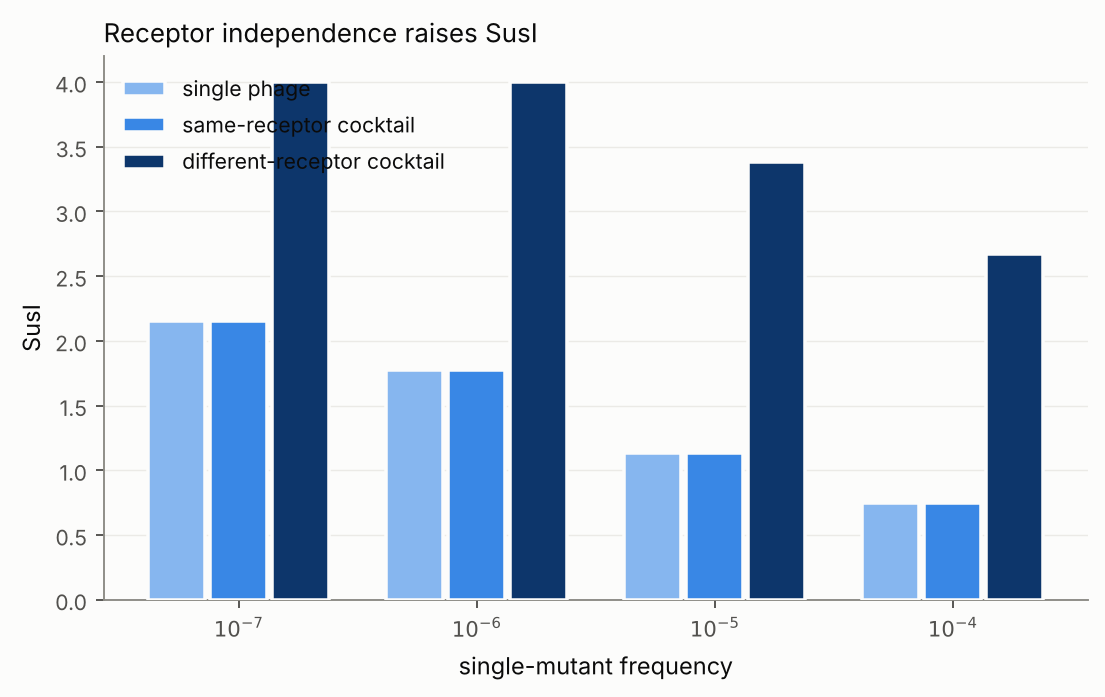 Receptor independence raises SusI
single phage
same-receptor cocktail
different-receptor cocktail
SusI
4.0
3.5
3.0
2.5
2.0
1.5
1.0
0.5
0.0
10⁻⁷ 10⁻⁶ 10⁻⁵ 10⁻⁴
single-mutant frequency